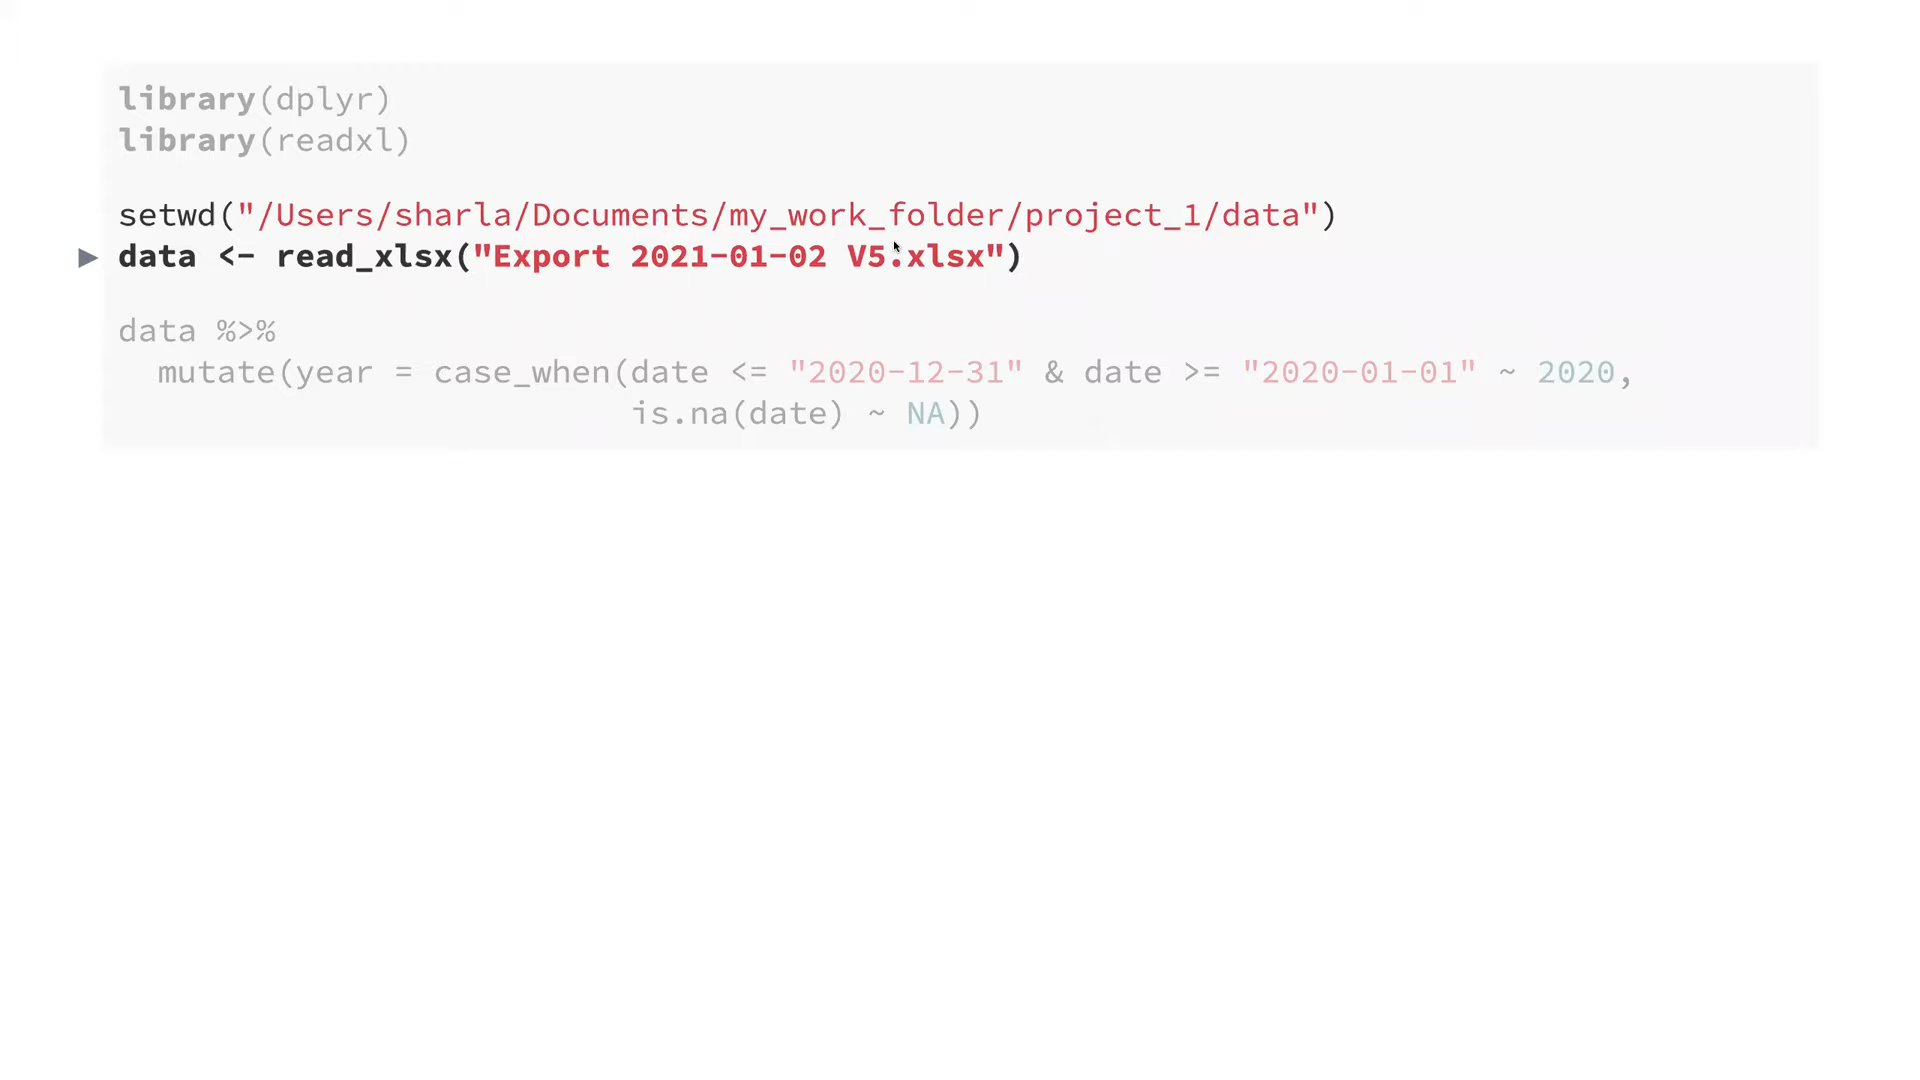 library(dplyr)
library(readxl)
setwd("/Users/sharla/Documents/my_work_folder/project_1/data")
▶ data <- read_xlsx("Export 2021-01-02 V5.xlsx")
data %>%
  mutate(year = case_when(date <= "2020-12-31" & date >= "2020-01-01" ~ 2020,
                          is.na(date) ~ NA))